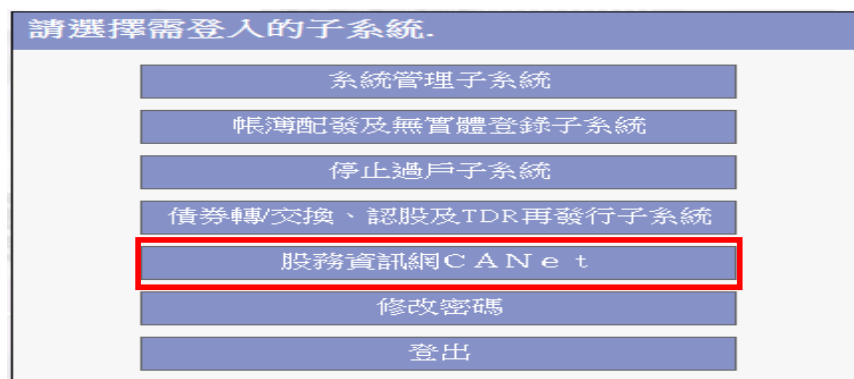 請選擇需登入的子系統.
系統管理子系統
帳簿配發及無實體登錄子系統
停止過戶子系統
債券轉/交換、認股及TDR再發行子系統
股務資訊網ＣＡＮｅｔ
修改密碼
登出